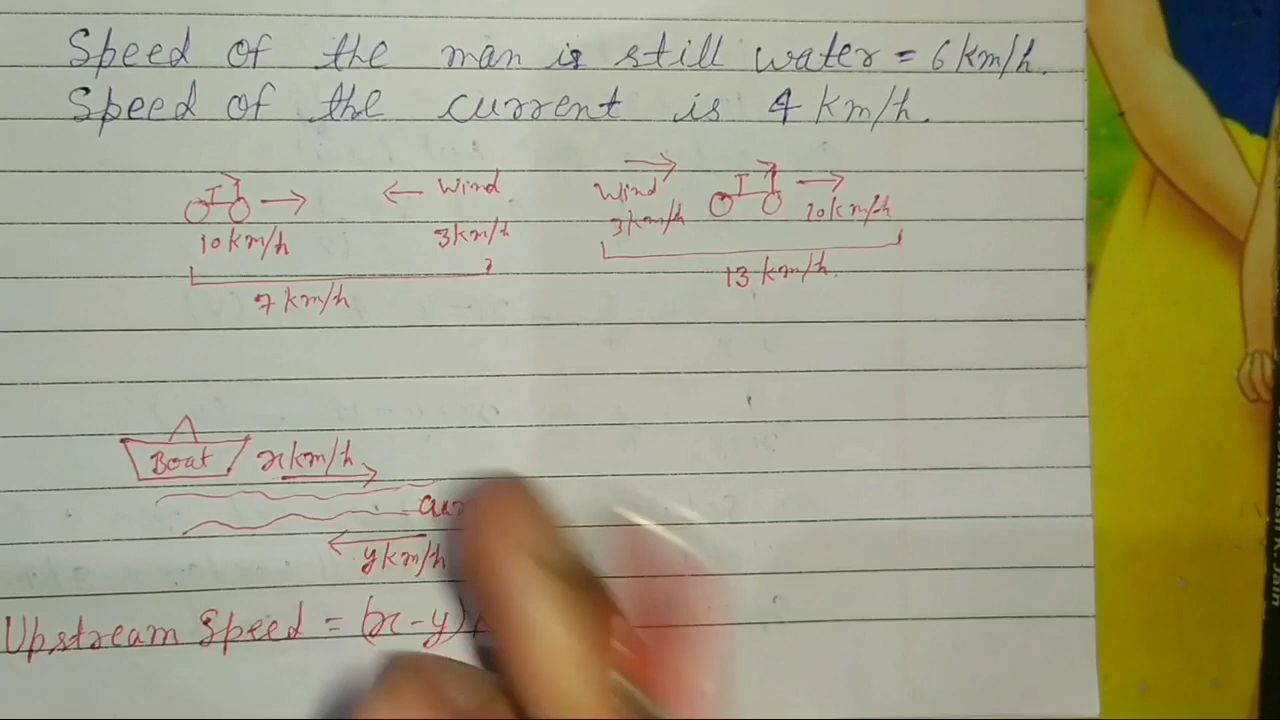 Speed of the man is still water = 6 km/h.
Speed of the current is 4 km/h.
Wind
10 km/h
3 km/h
7 km/h
Wind
3 km/h
10 km/h
13 km/h.
Boat
x km/h
y km/h
Upstream Speed = (x-y)